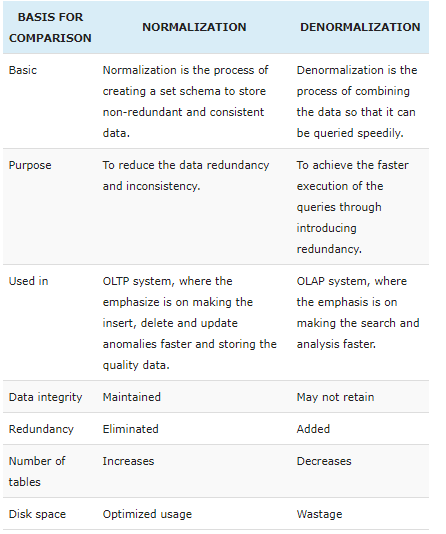 BASIS FOR COMPARISON NORMALIZATION DENORMALIZATION
Basic
Normalization is the process of
creating a set schema to store
non-redundant and consistent
data.
Denormalization is the
process of combining
the data so that it can
be queried speedily.
Purpose
To reduce the data redundancy
and inconsistency.
To achieve the faster
execution of the
queries through
introducing
redundancy.
Used in
OLTP system, where the
emphasize is on making the
insert, delete and update
anomalies faster and storing the
quality data.
OLAP system, where
the emphasis is on
making the search and
analysis faster.
Data integrity Maintained May not retain
Redundancy Eliminated Added
Number of
tables
Increases Decreases
Disk space Optimized usage Wastage